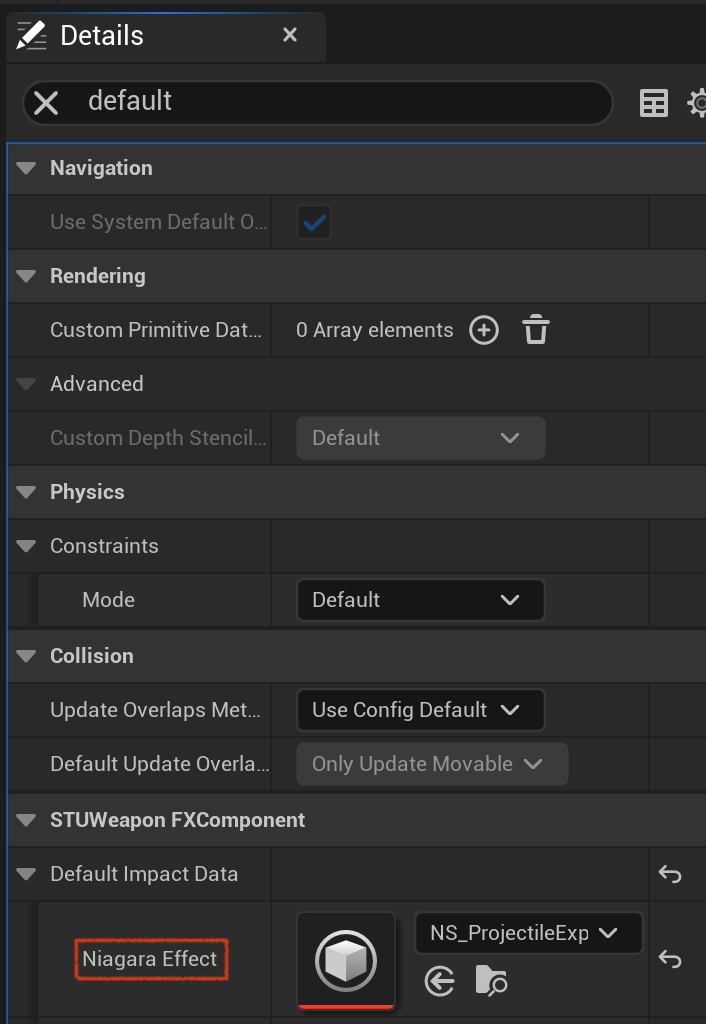 Details
default
Navigation
Use System Default O...
Rendering
Custom Primitive Dat... 0 Array elements
Advanced
Custom Depth Stencil... Default
Physics
Constraints
Mode Default
Collision
Update Overlaps Met... Use Config Default
Default Update Overla... Only Update Movable
STUWeapon FXComponent
Default Impact Data
Niagara Effect NS_ProjectileExp